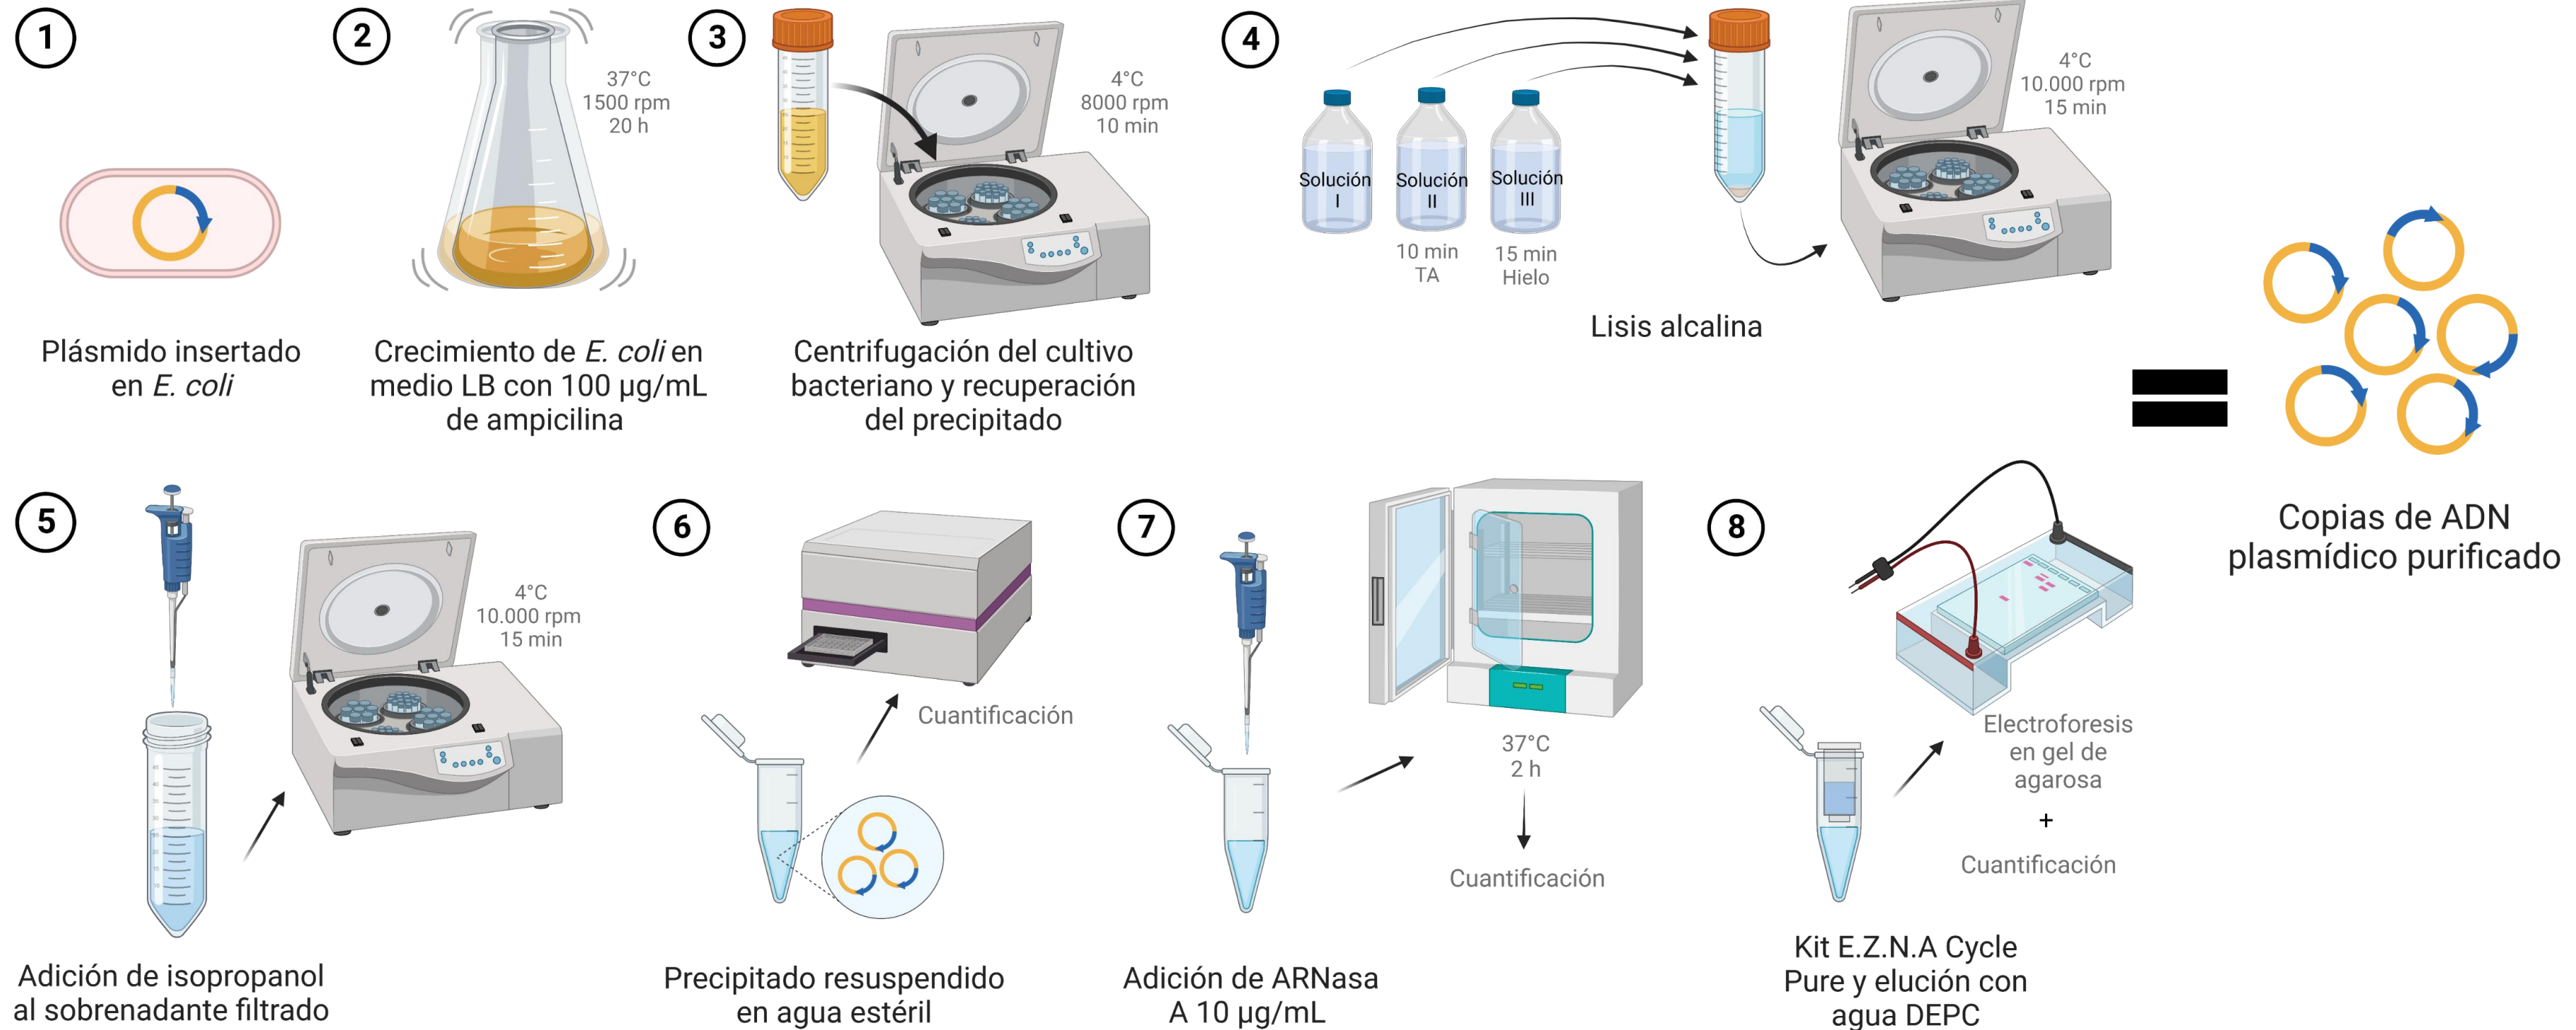 1
Plásmido insertado
en E. coli
2
37°C
1500 rpm
20 h
Crecimiento de E. coli en
medio LB con 100 µg/mL
de ampicilina
3
4°C
8000 rpm
10 min
Centrifugación del cultivo
bacteriano y recuperación
del precipitado
4
Solución
I
Solución
II
Solución
III
10 min
TA
15 min
Hielo
4°C
10.000 rpm
15 min
Lisis alcalina
5
4°C
10.000 rpm
15 min
Adición de isopropanol
al sobrenadante filtrado
6
Cuantificación
Precipitado resuspendido
en agua estéril
7
37°C
2 h
Cuantificación
Adición de ARNasa
A 10 µg/mL
8
Electroforesis
en gel de
agarosa
+
Cuantificación
Kit E.Z.N.A Cycle
Pure y elución con
agua DEPC
=
Copias de ADN
plasmídico purificado